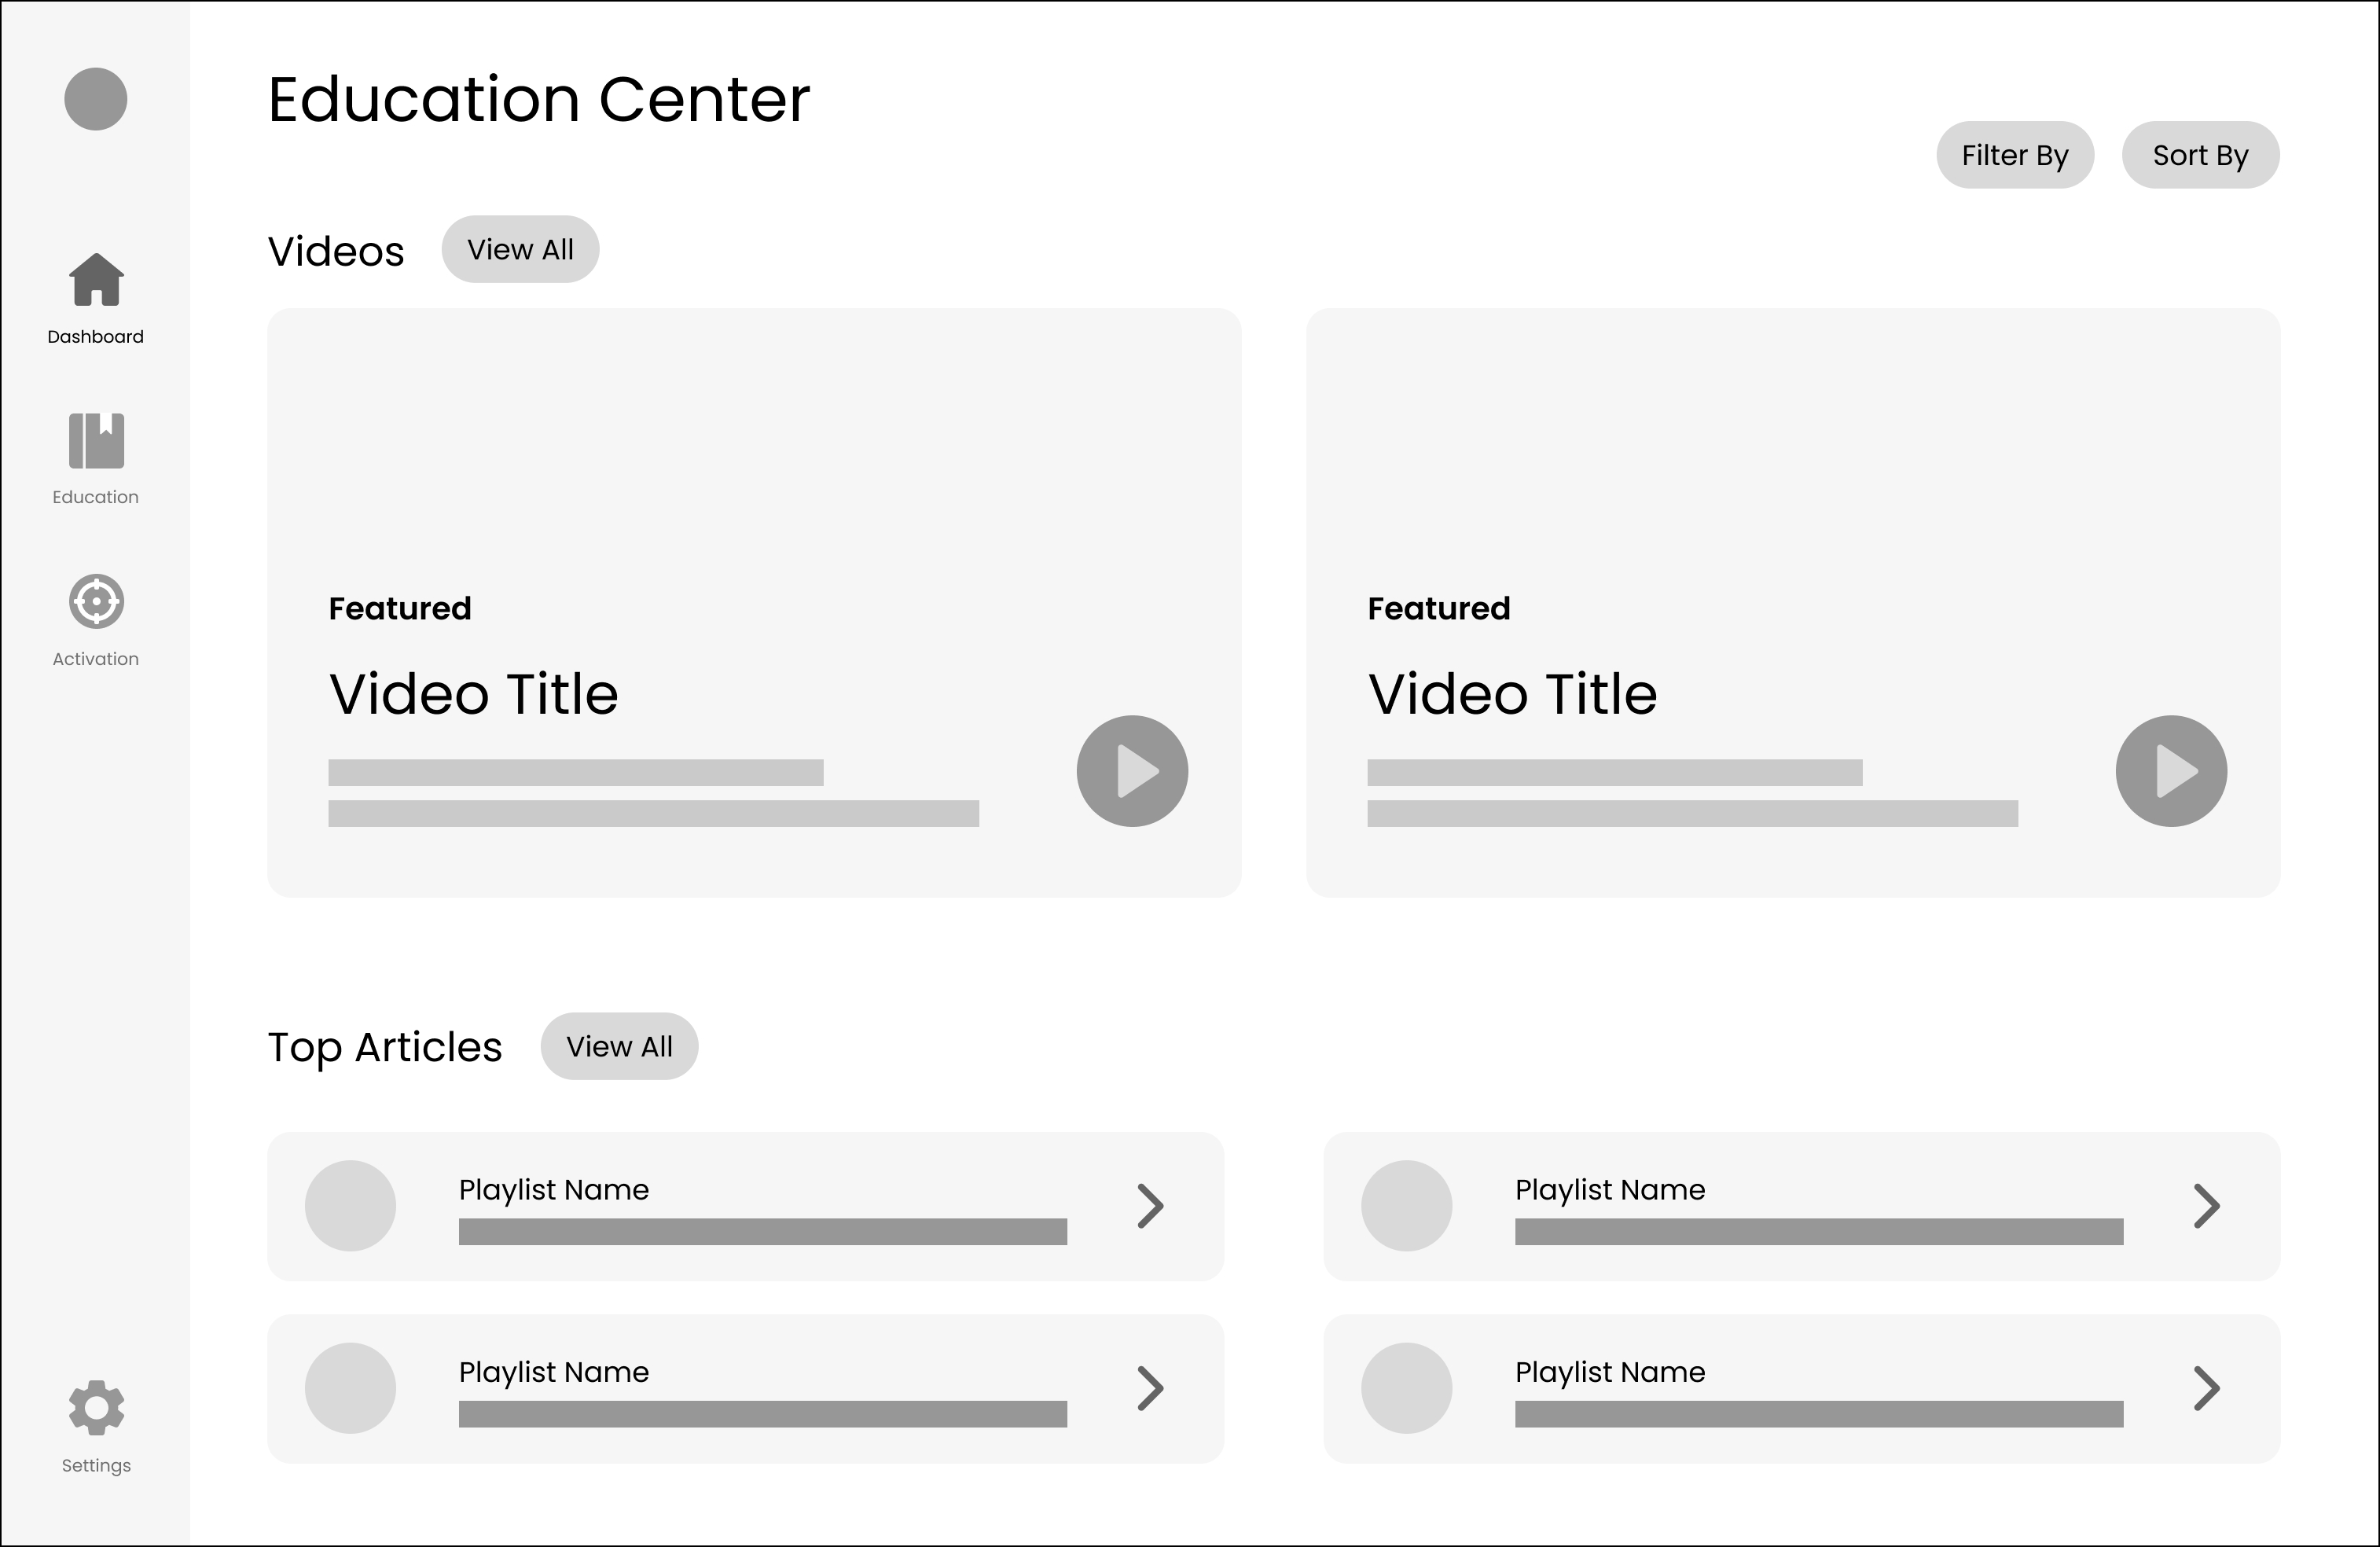 Education Center
Filter By
Sort By
Videos
View All
Dashboard
Education
Activation
Featured
Video Title
Featured
Video Title
Top Articles
View All
Playlist Name
Playlist Name
Playlist Name
Playlist Name
Settings